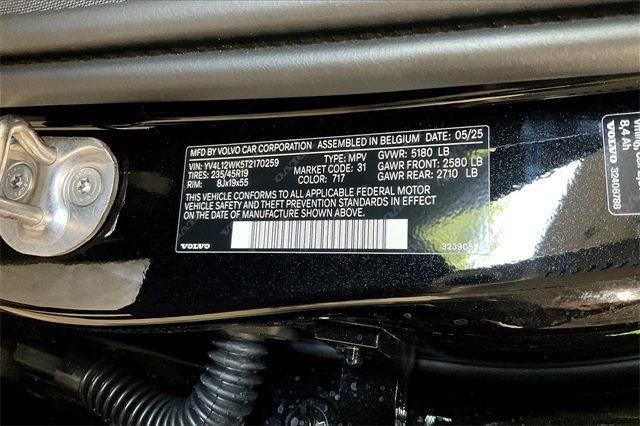 MFD BY VOLVO CAR CORPORATION ASSEMBLED IN BELGIUM DATE: 05/25
VIN: YV4L12WK5T2170259 TYPE: MPV GVWR: 5180 LB
TIRES: 235/45R19 MARKET CODE: 31 GAWR FRONT: 2580 LB
RIM: 8Jx19x55 COLOR: 717 GAWR REAR: 2710 LB
THIS VEHICLE CONFORMS TO ALL APPLICABLE FEDERAL MOTOR
VEHICLE SAFETY AND THEFT PREVENTION STANDARDS IN EFFECT
ON THE DATE OF MANUFACTURE SHOWN ABOVE.
VOLVO
8.4 Ah
VOLVO 32408788